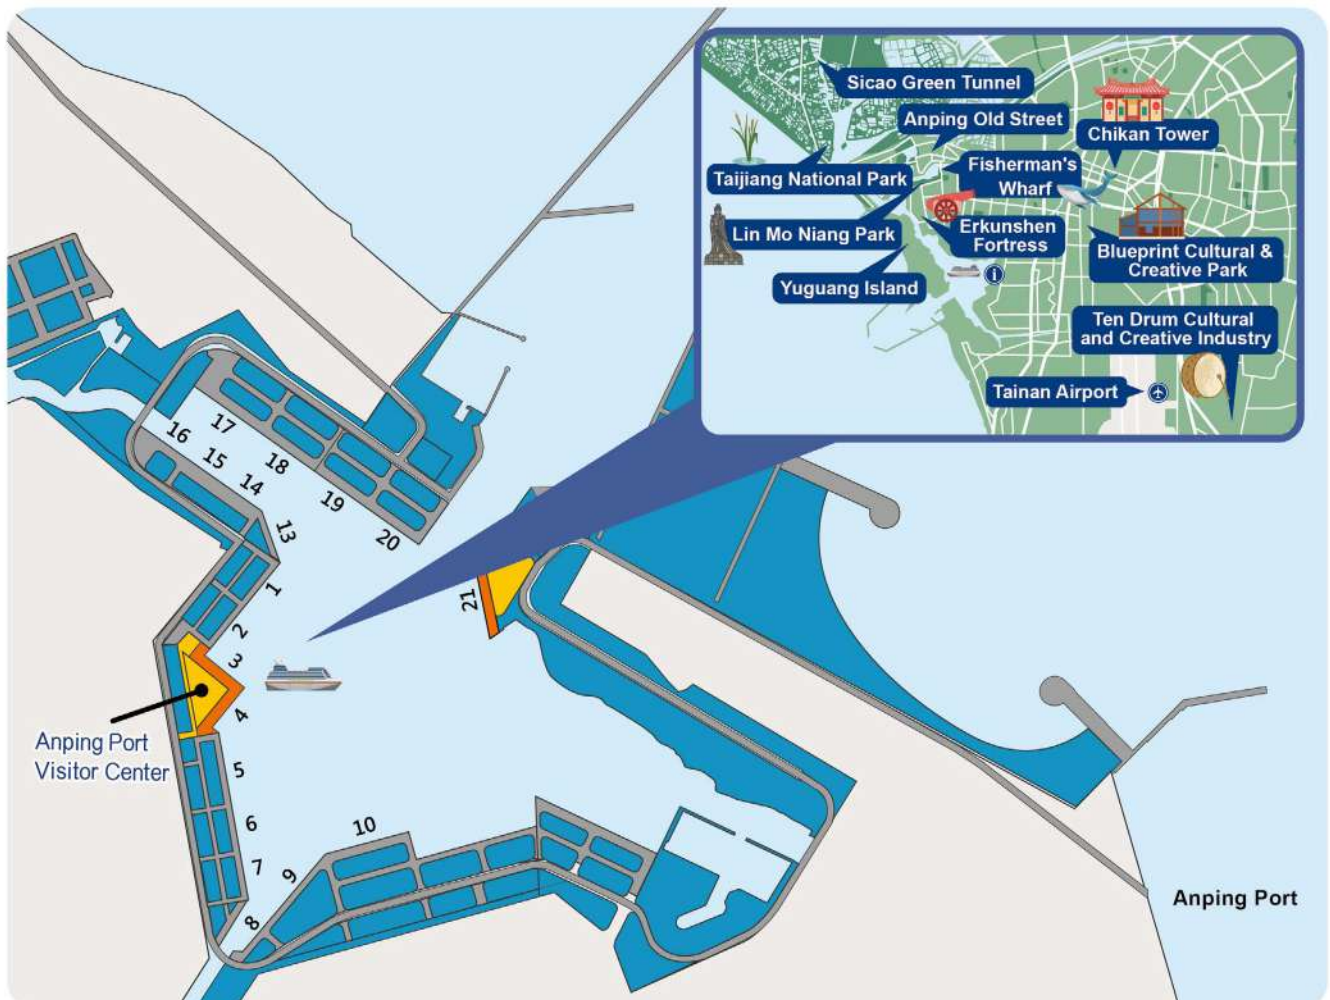 Sicao Green Tunnel
Anping Old Street
Chikan Tower
Taijiang National Park
Fisherman's
Wharf
Lin Mo Niang Park
Erkunshen
Fortress
Blueprint Cultural &
Creative Park
Yuguang Island
Ten Drum Cultural
and Creative Industry
Tainan Airport
i
17
16
15
18
14
19
13
20
1
21
2
3
4
Anping Port
Visitor Center
5
6
10
7
9
8
Anping Port